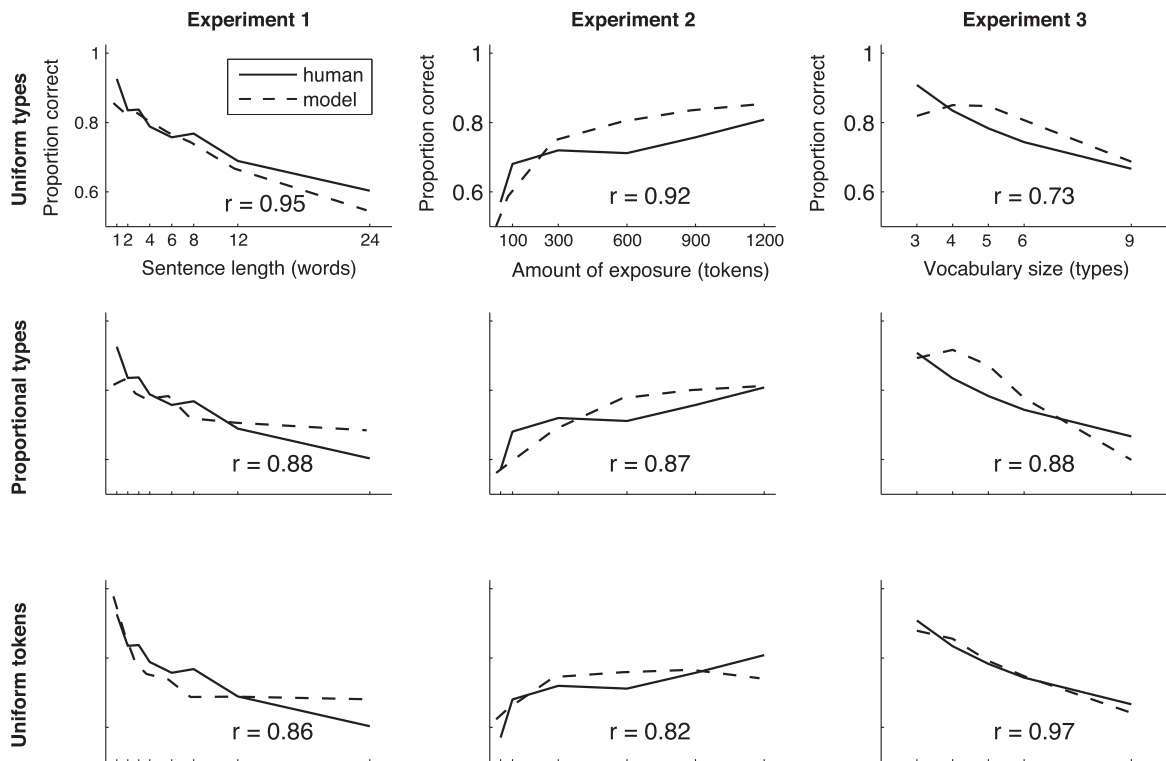 Experiment 1
Experiment 2
Experiment 3
Uniform types
Proportion correct
1
0.8
0.6
human
model
r = 0.95
1 2 4 6 8 12 24
Sentence length (words)
Proportion correct
0.8
0.6
r = 0.92
100 300 600 900 1200
Amount of exposure (tokens)
Proportion correct
1
0.8
0.6
r = 0.73
3 4 5 6 9
Vocabulary size (types)
Proportional types
r = 0.88
r = 0.87
r = 0.88
Uniform tokens
r = 0.86
r = 0.82
r = 0.97